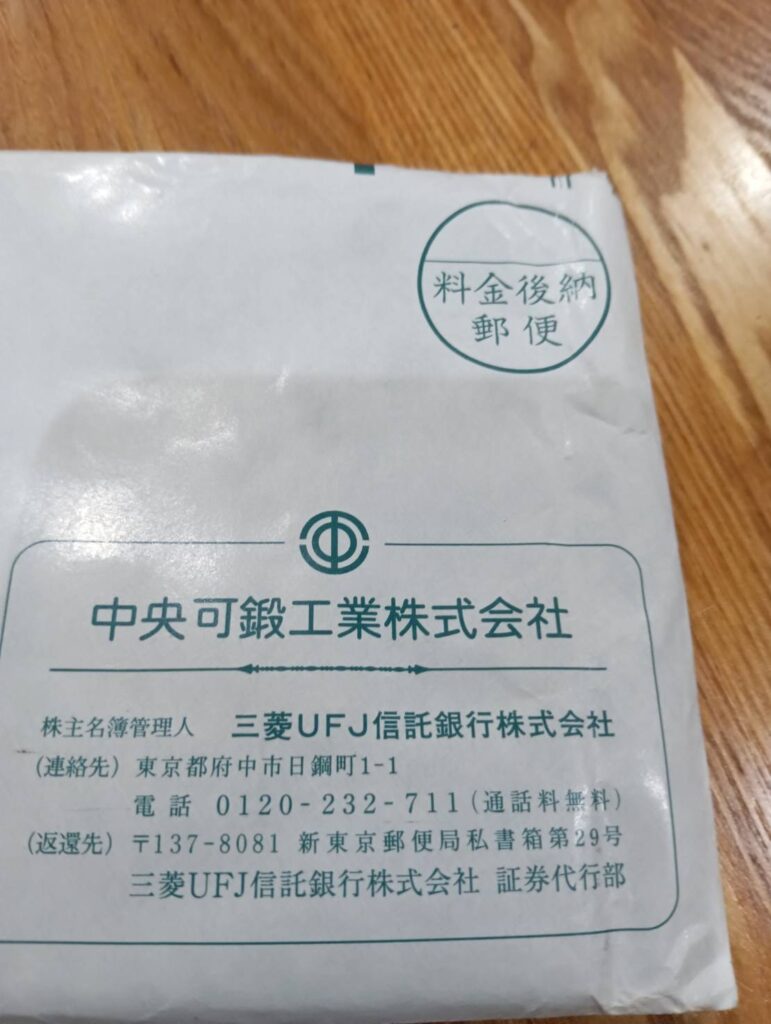 料金後納
郵便
中央可鍛工業株式会社
株主名簿管理人 三菱UFJ信託銀行株式会社
(連絡先) 東京都府中市日鋼町1-1
電話 0120-232-711(通話料無料)
(返還先) 〒137-8081 新東京郵便局私書箱第29号
三菱UFJ信託銀行株式会社 証券代行部